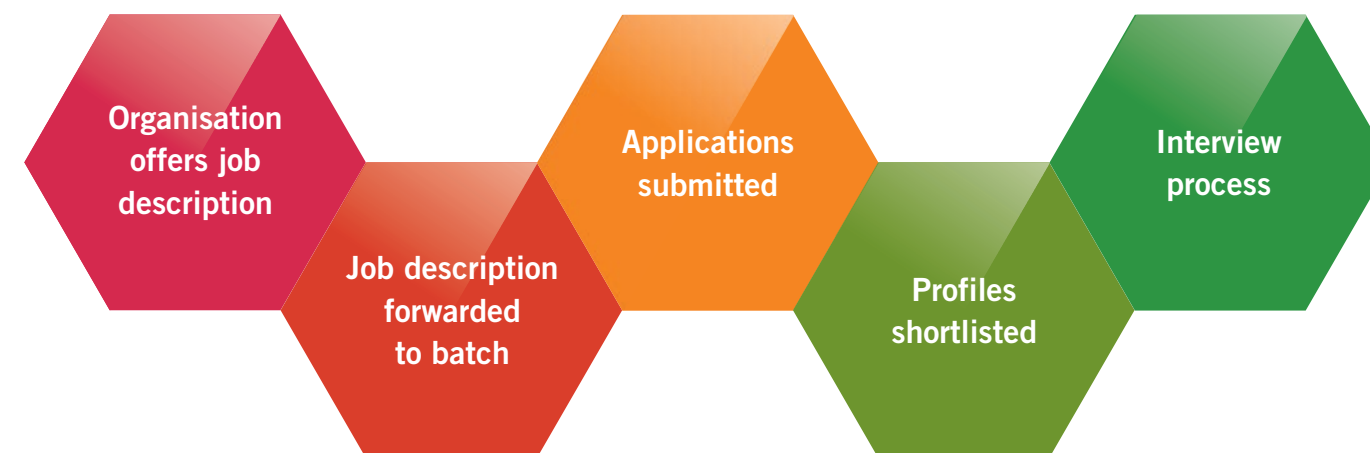 Organisation
offers job
description
Job description
forwarded
to batch
Applications
submitted
Profiles
shortlisted
Interview
process